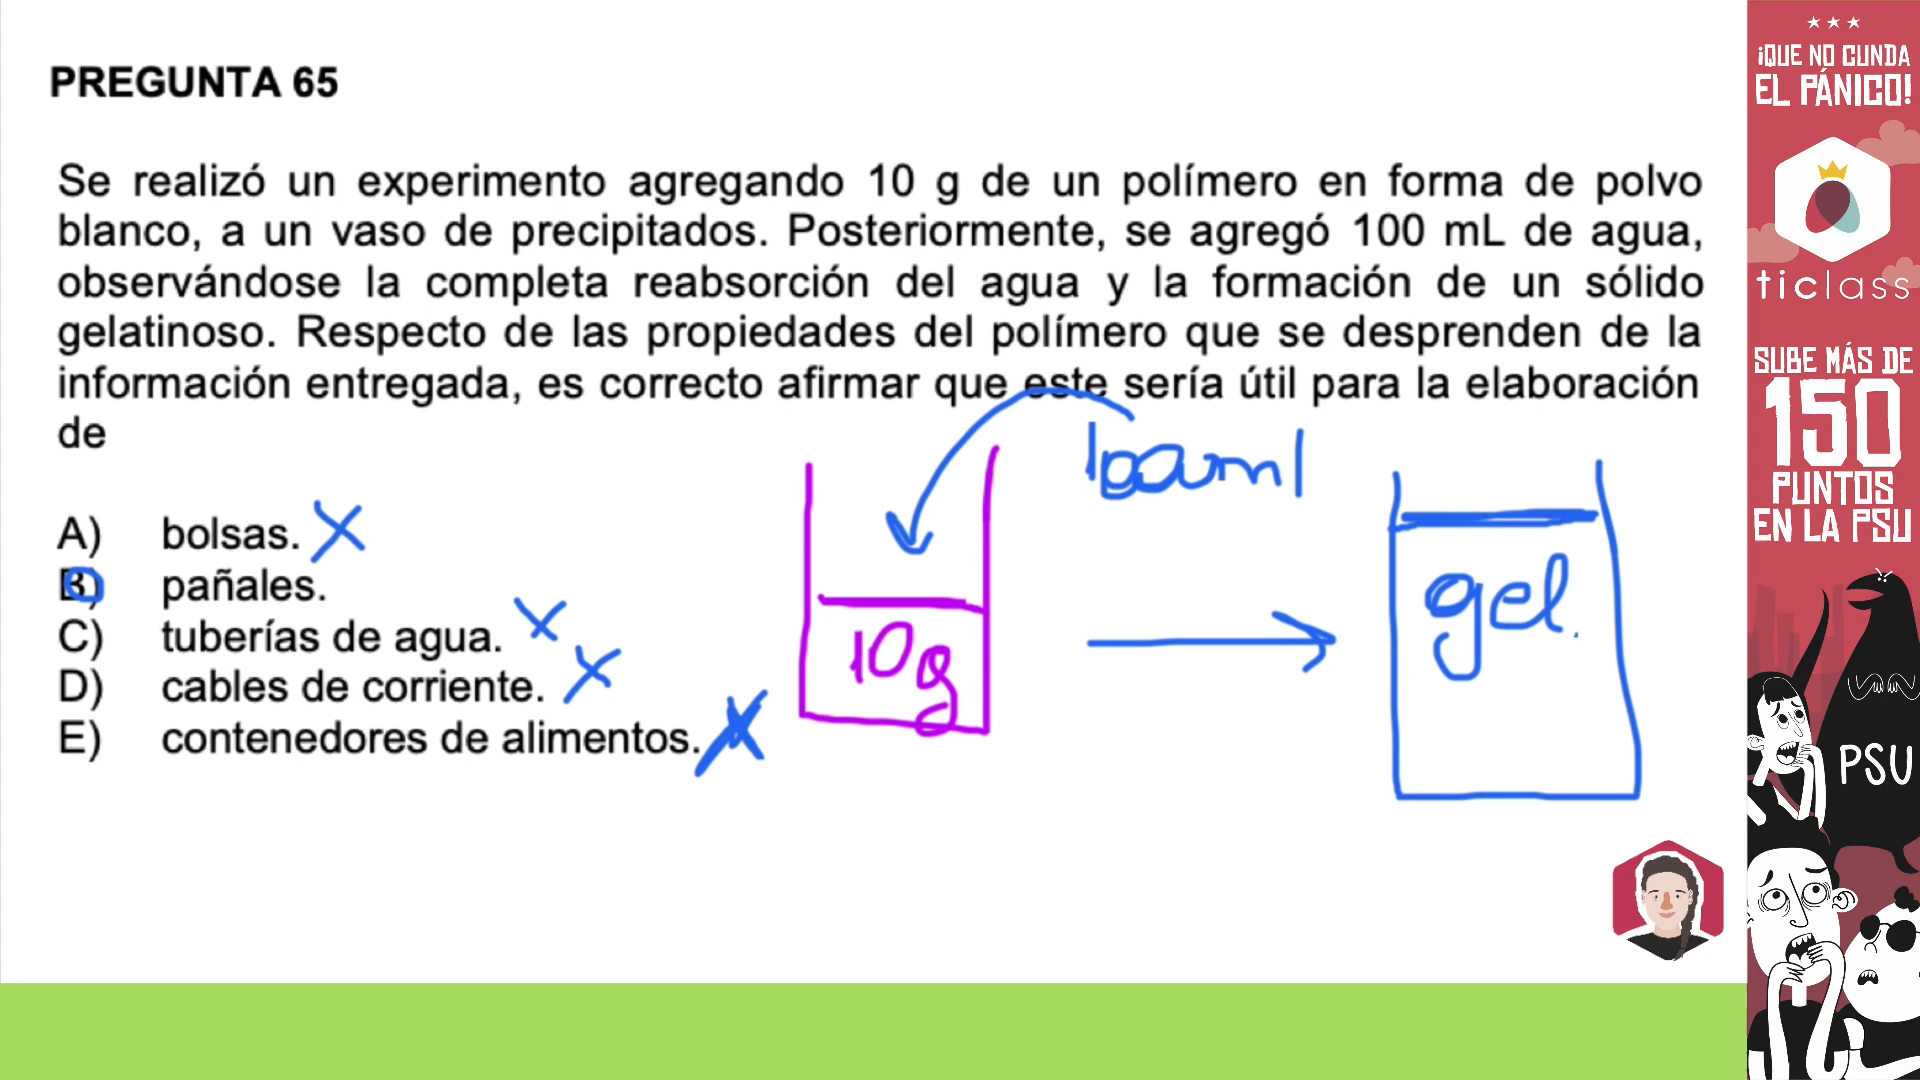 PREGUNTA 65
Se realizó un experimento agregando 10 g de un polímero en forma de polvo
blanco, a un vaso de precipitados. Posteriormente, se agregó 100 mL de agua,
observándose la completa reabsorción del agua y la formación de un sólido
gelatinoso. Respecto de las propiedades del polímero que se desprenden de la
información entregada, es correcto afirmar que este sería útil para la elaboración
de
A) bolsas.
B) pañales.
C) tuberías de agua.
D) cables de corriente.
E) contenedores de alimentos.
100ml
10g
gel.
¡QUE NO CUNDA
EL PÁNICO!
ticlass
SUBE MÁS DE
150
PUNTOS
EN LA PSU
PSU